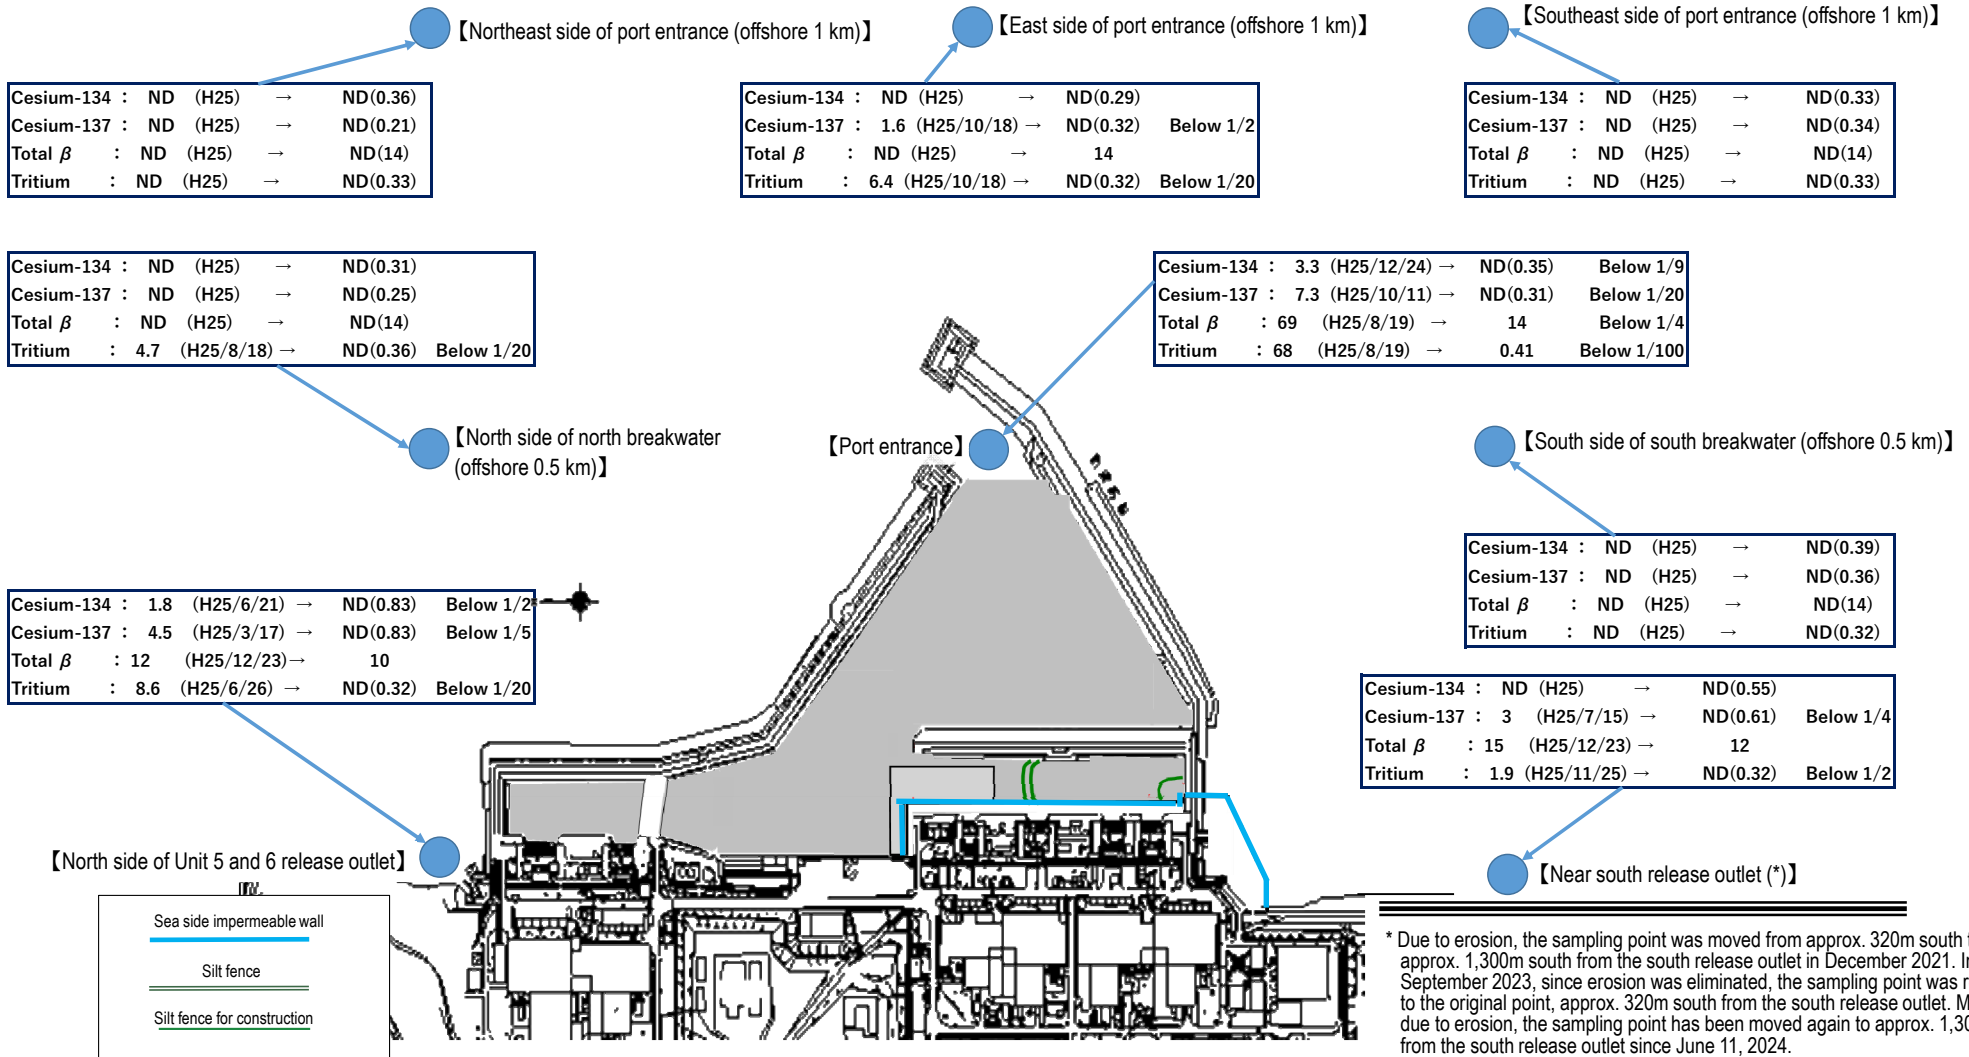 【Northeast side of port entrance (offshore 1 km)】
Cesium-134 : ND (H25) → ND(0.36)
Cesium-137 : ND (H25) → ND(0.21)
Total β : ND (H25) → ND(14)
Tritium : ND (H25) → ND(0.33)
【East side of port entrance (offshore 1 km)】
Cesium-134 : ND (H25) → ND(0.29)
Cesium-137 : 1.6 (H25/10/18) → ND(0.32) Below 1/2
Total β : ND (H25) → 14
Tritium : 6.4 (H25/10/18) → ND(0.32) Below 1/20
【Southeast side of port entrance (offshore 1 km)】
Cesium-134 : ND (H25) → ND(0.33)
Cesium-137 : ND (H25) → ND(0.34)
Total β : ND (H25) → ND(14)
Tritium : ND (H25) → ND(0.33)
Cesium-134 : ND (H25) → ND(0.31)
Cesium-137 : ND (H25) → ND(0.25)
Total β : ND (H25) → ND(14)
Tritium : 4.7 (H25/8/18) → ND(0.36) Below 1/20
【North side of north breakwater
(offshore 0.5 km)】
Cesium-134 : 3.3 (H25/12/24) → ND(0.35) Below 1/9
Cesium-137 : 7.3 (H25/10/11) → ND(0.31) Below 1/20
Total β : 69 (H25/8/19) → 14 Below 1/4
Tritium : 68 (H25/8/19) → 0.41 Below 1/100
【Port entrance】
【South side of south breakwater (offshore 0.5 km)】
Cesium-134 : ND (H25) → ND(0.39)
Cesium-137 : ND (H25) → ND(0.36)
Total β : ND (H25) → ND(14)
Tritium : ND (H25) → ND(0.32)
Cesium-134 : 1.8 (H25/6/21) → ND(0.83) Below 1/2
Cesium-137 : 4.5 (H25/3/17) → ND(0.83) Below 1/5
Total β : 12 (H25/12/23)→ 10
Tritium : 8.6 (H25/6/26) → ND(0.32) Below 1/20
【North side of Unit 5 and 6 release outlet】
Cesium-134 : ND (H25) → ND(0.55)
Cesium-137 : 3 (H25/7/15) → ND(0.61) Below 1/4
Total β : 15 (H25/12/23) → 12
Tritium : 1.9 (H25/11/25) → ND(0.32) Below 1/2
【Near south release outlet (*)】
Sea side impermeable wall
Silt fence
Silt fence for construction
* Due to erosion, the sampling point was moved from approx. 320m south
approx. 1,300m south from the south release outlet in December 2021. In
September 2023, since erosion was eliminated, the sampling point was
to the original point, approx. 320m south from the south release outlet.
due to erosion, the sampling point has been moved again to approx.
from the south release outlet since June 11, 2024.